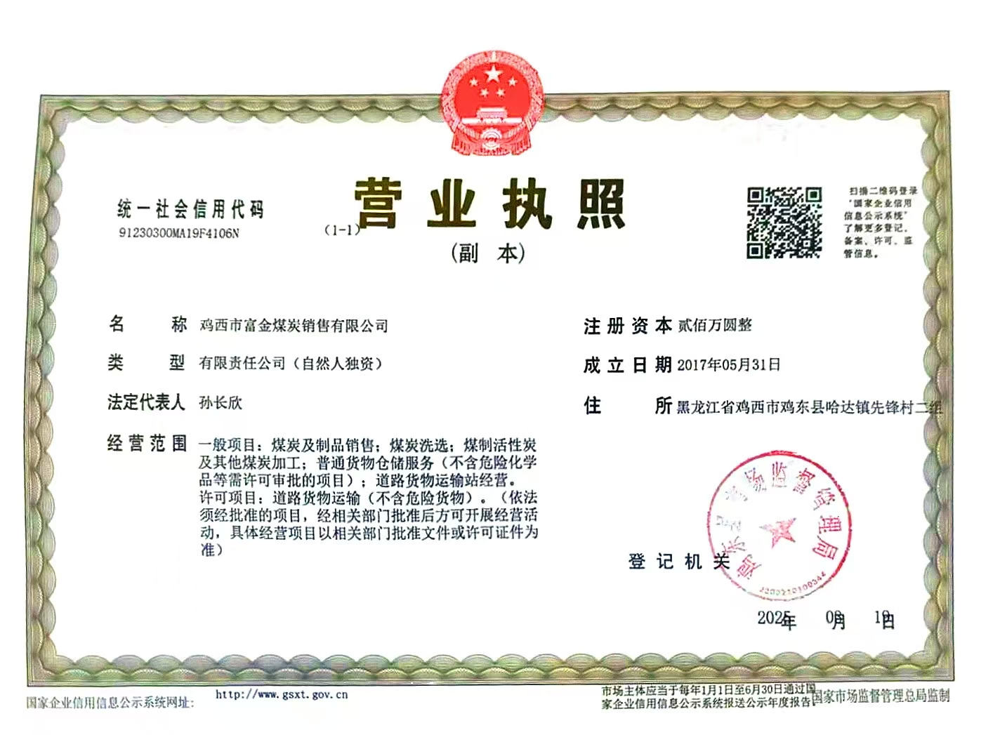 营业执照
(副 本)
统一社会信用代码
91230300MA19F4106N
(1-1)
扫描二维码登录
“国家企业信用
信息公示系统”
了解更多登记、
备案、许可、监
管信息。
名 称 鸡西市富金煤炭销售有限公司
类 型 有限责任公司（自然人独资）
法定代表人 孙长欣
经营范围 一般项目：煤炭及制品销售；煤炭洗选；煤制活性炭
及其他煤炭加工；普通货物仓储服务（不含危险化学
品等需许可审批的项目）；道路货物运输站经营。
许可项目：道路货物运输（不含危险货物）。（依法
须经批准的项目，经相关部门批准后方可开展经营活
动，具体经营项目以相关部门批准文件或许可证件为
准）
注册资本 贰佰万圆整
成立日期 2017年05月31日
住 所 黑龙江省鸡西市鸡东县哈达镇先锋村二组
鸡东县市场监督管理局
登记机关
2025年 月 日
国家企业信用信息公示系统网址：
http://www.gsxt.gov.cn
市场主体应当于每年1月1日至6月30日通过国
家企业信用信息公示系统报送公示年度报告。
国家市场监督管理总局监制